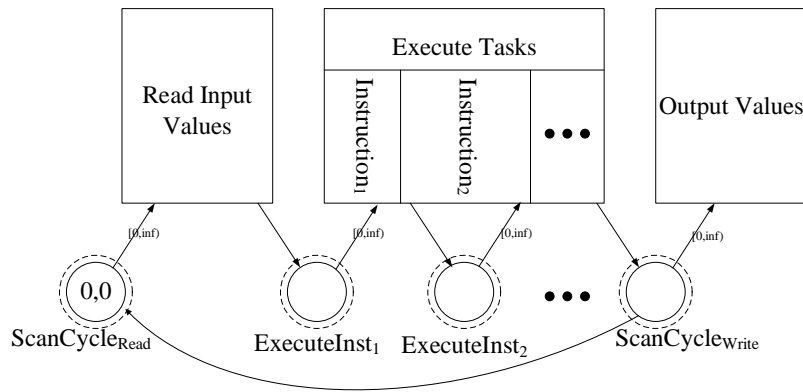 Read Input
Values
Execute Tasks
Instruction₁
Instruction₂
Output Values
[0,inf)
[0,inf)
[0,inf)
[0,inf)
0,0
ScanCycleRead
ExecuteInst₁
ExecuteInst₂
ScanCycleWrite